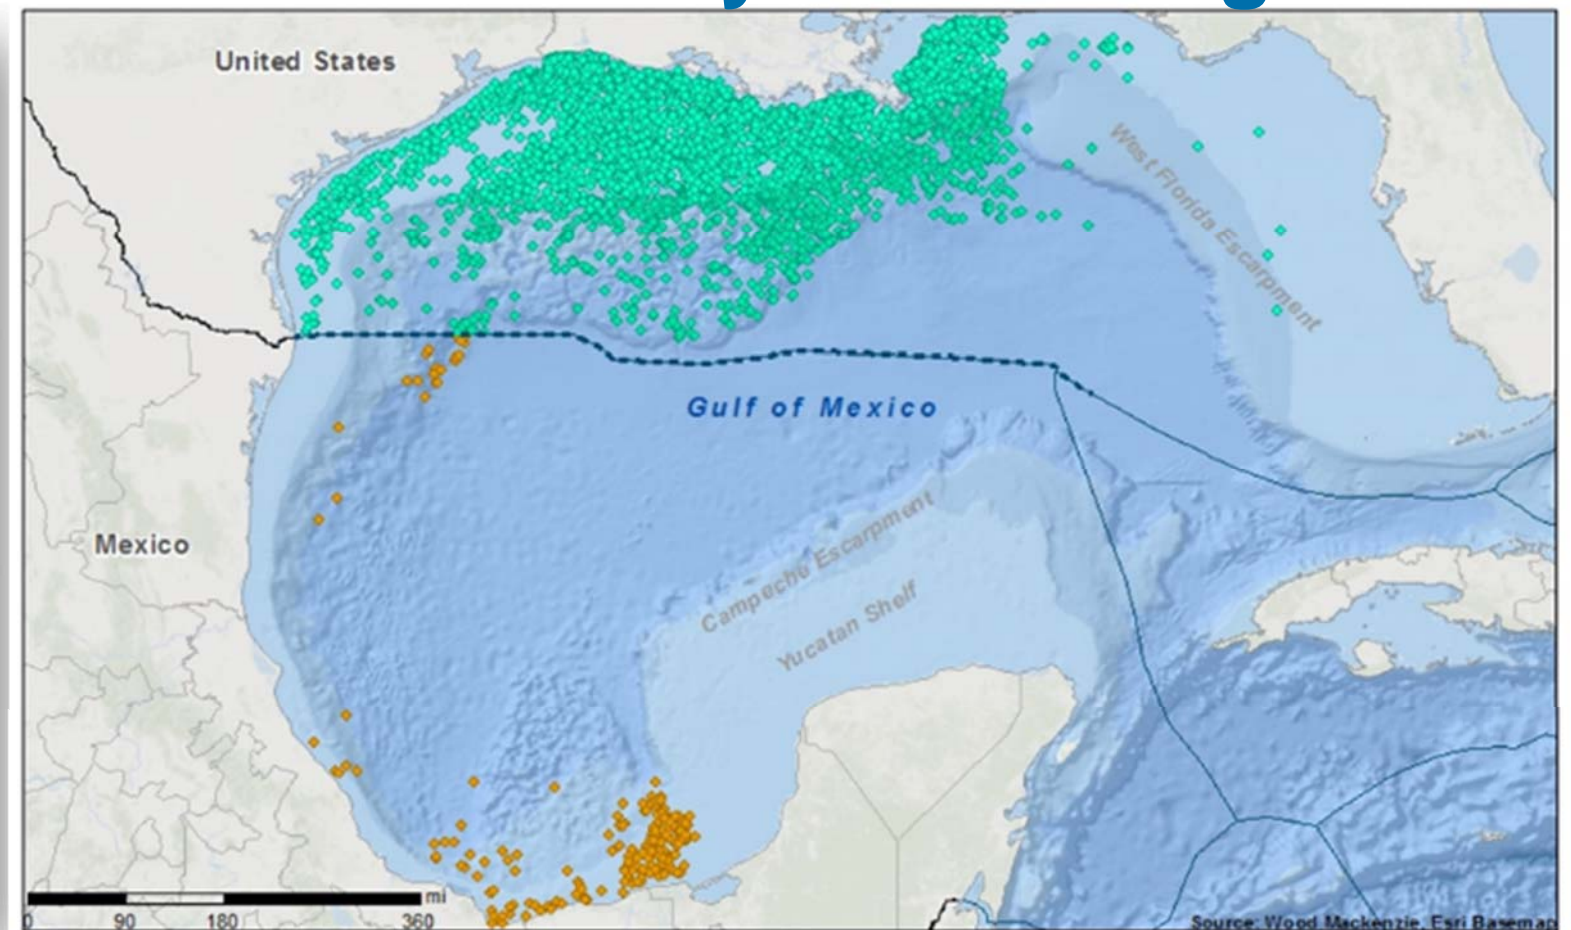 United States
West Florida Escarpment
Gulf of Mexico
Campeche Escarpment
Mexico
Yucatan Shelf
mi
0 90 180 360
Source: Wood Mackenzie, Esri Basemap